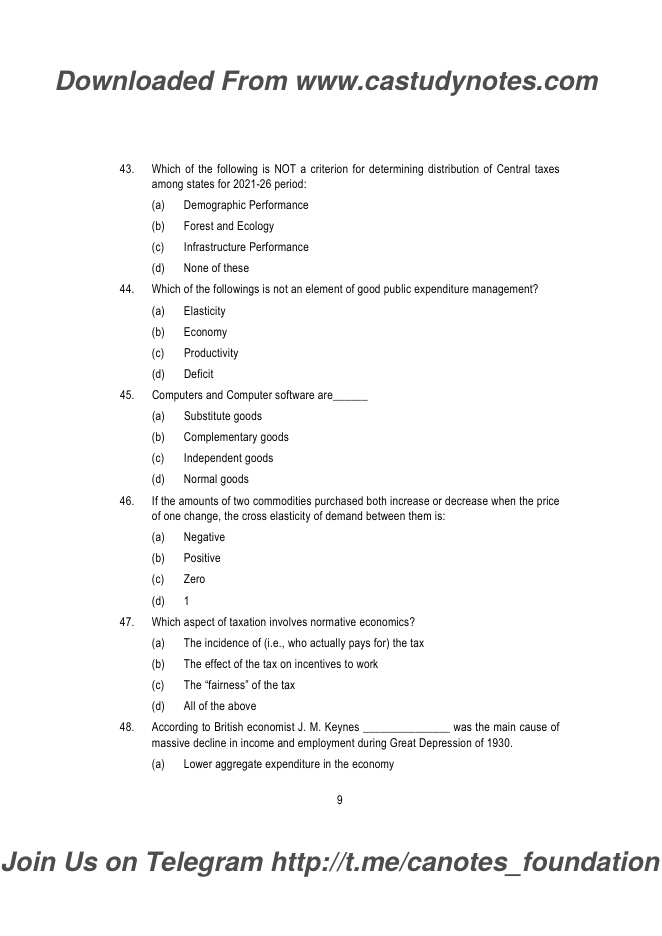 Downloaded From www.castudynotes.com
43. Which of the following is NOT a criterion for determining distribution of Central taxes
among states for 2021-26 period:
(a) Demographic Performance
(b) Forest and Ecology
(c) Infrastructure Performance
(d) None of these
44. Which of the followings is not an element of good public expenditure management?
(a) Elasticity
(b) Economy
(c) Productivity
(d) Deficit
45. Computers and Computer software are______
(a) Substitute goods
(b) Complementary goods
(c) Independent goods
(d) Normal goods
46. If the amounts of two commodities purchased both increase or decrease when the price
of one change, the cross elasticity of demand between them is:
(a) Negative
(b) Positive
(c) Zero
(d) 1
47. Which aspect of taxation involves normative economics?
(a) The incidence of (i.e., who actually pays for) the tax
(b) The effect of the tax on incentives to work
(c) The “fairness” of the tax
(d) All of the above
48. According to British economist J. M. Keynes _______________ was the main cause of
massive decline in income and employment during Great Depression of 1930.
(a) Lower aggregate expenditure in the economy
9
Join Us on Telegram http://t.me/canotes_foundation